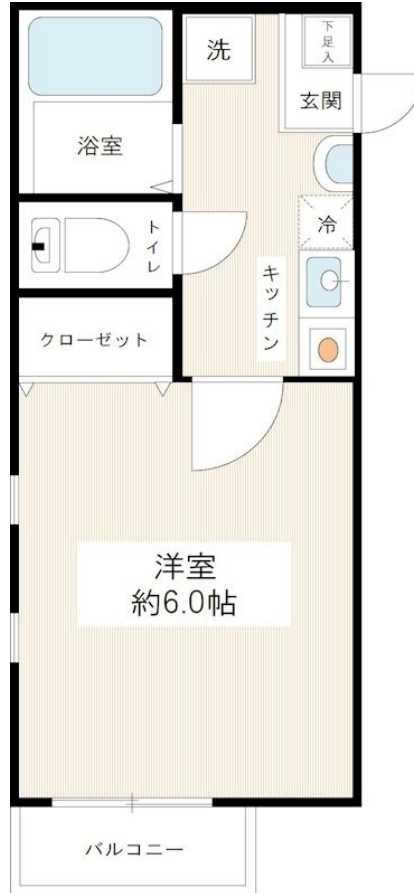 洗
下足入
玄関
浴室
トイレ
冷
キッチン
クローゼット
洋室
約6.0帖
バルコニー